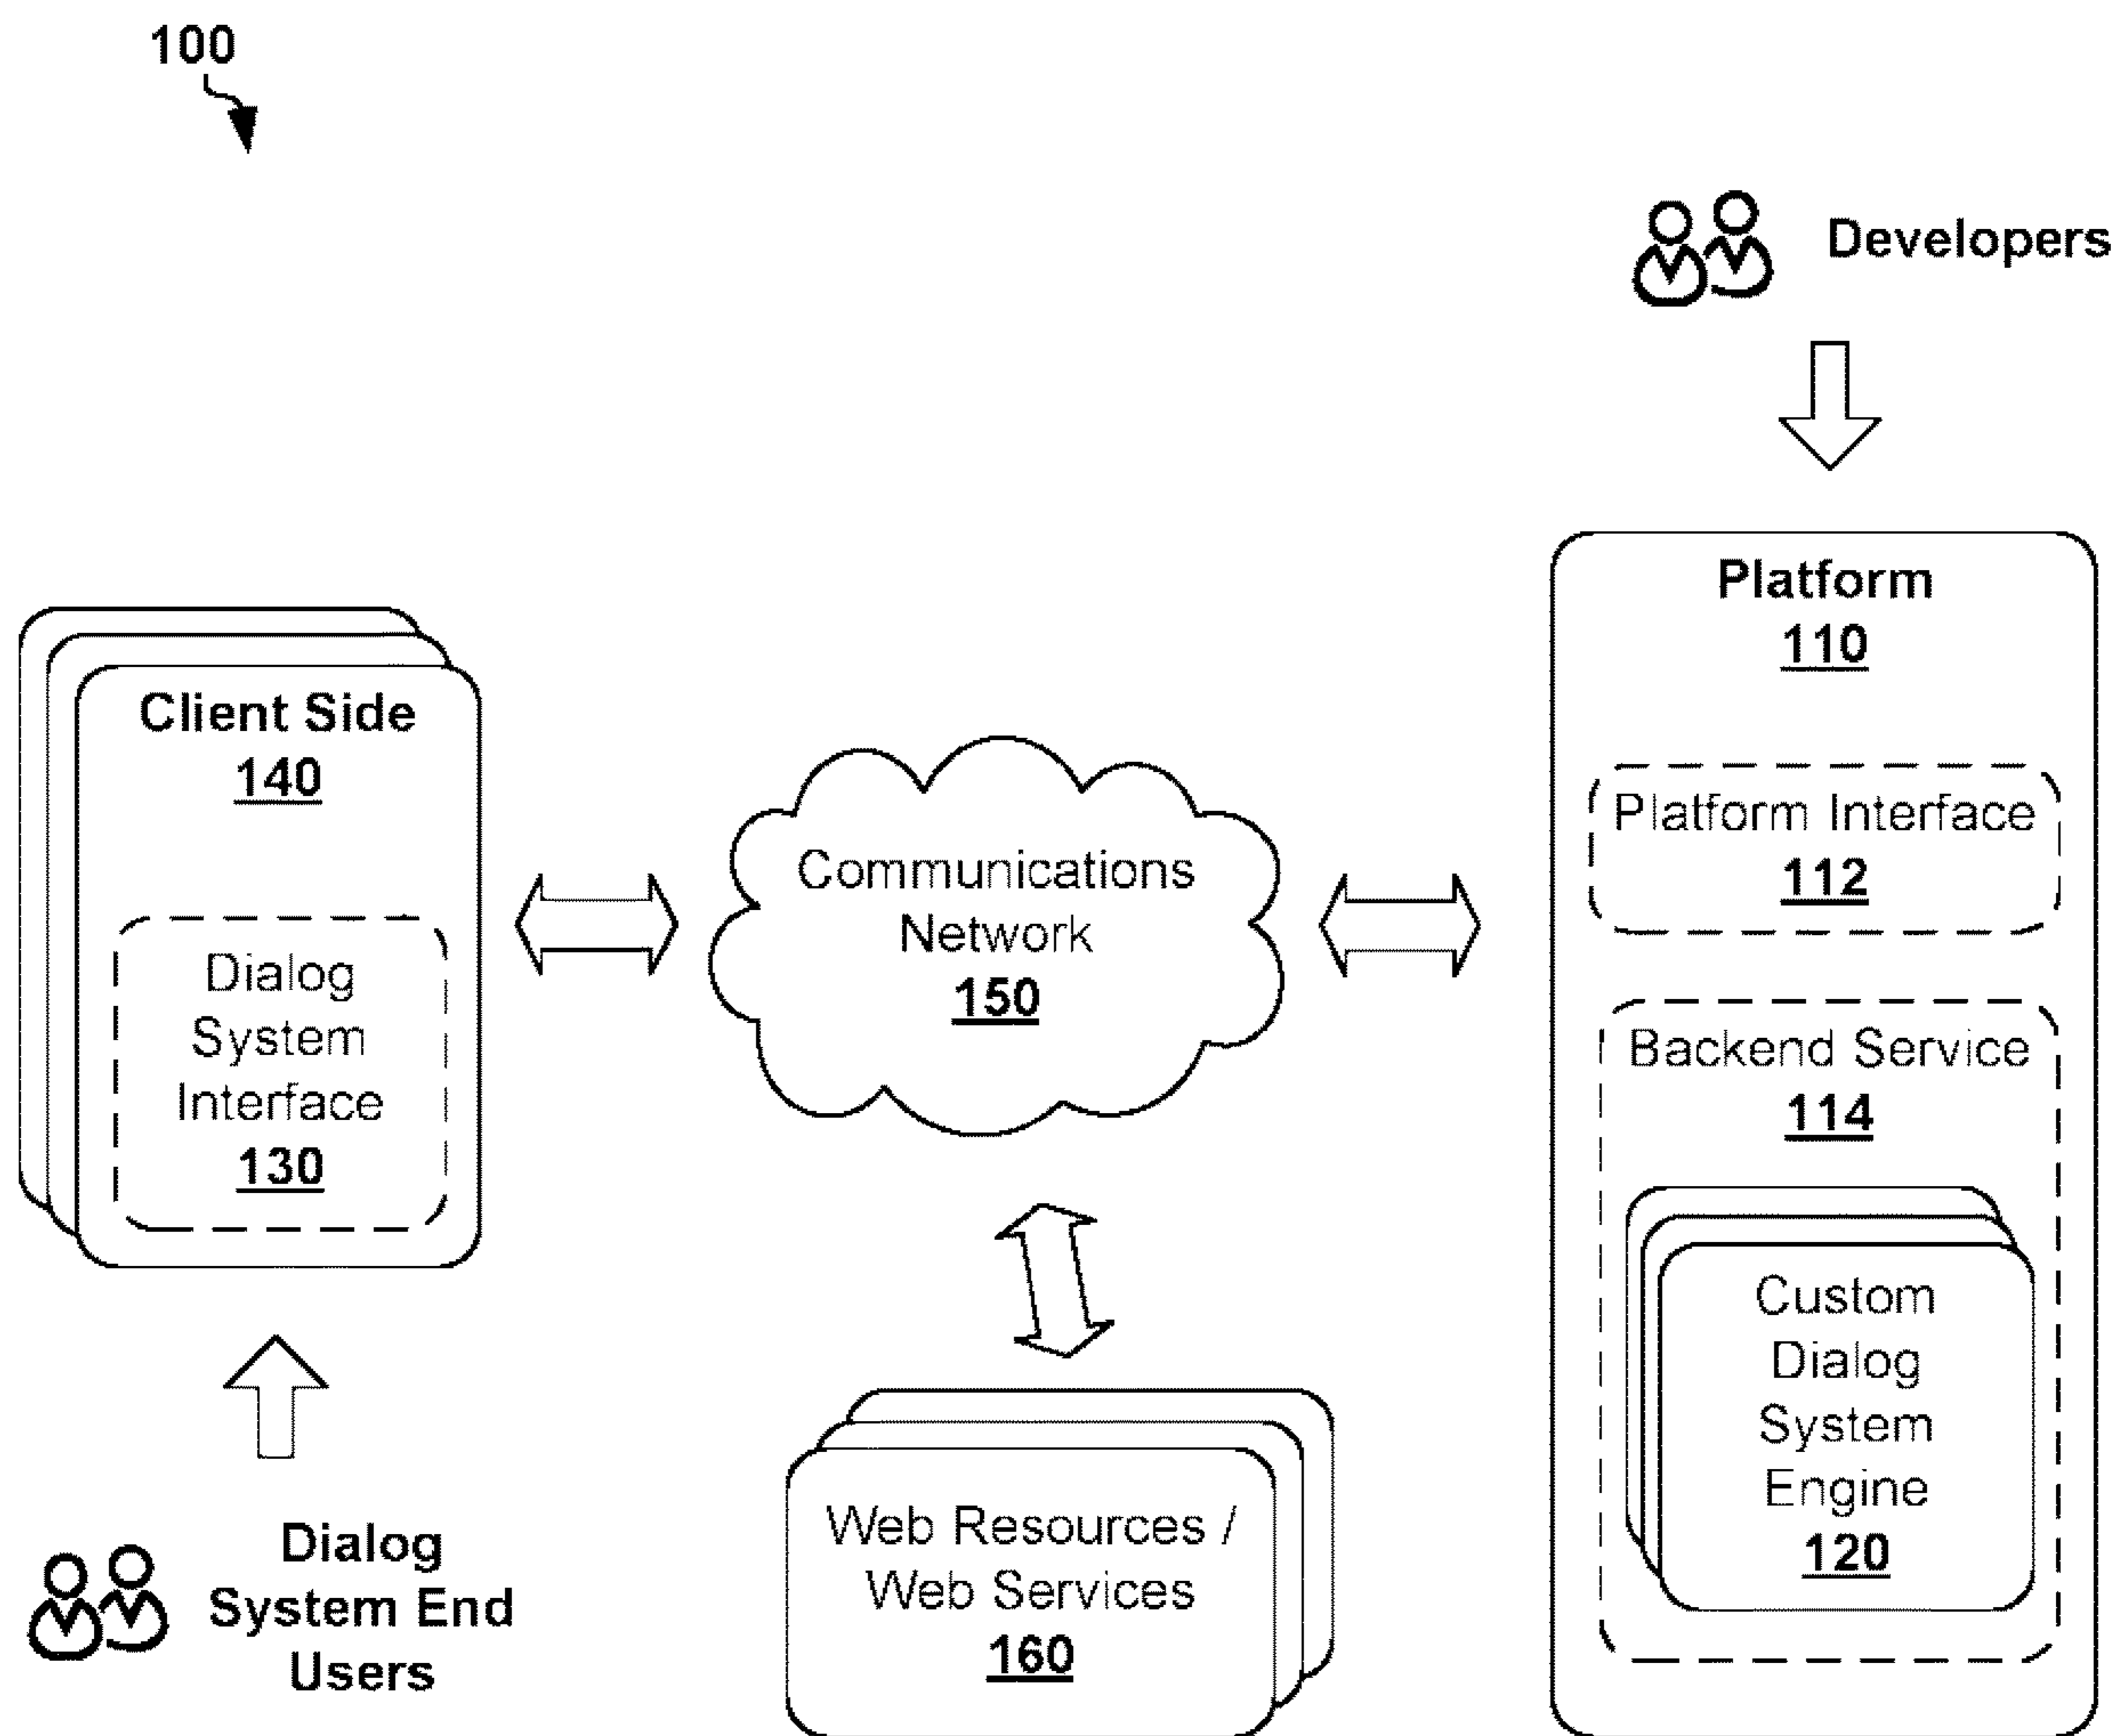 100
Developers
Platform
110
Platform Interface
112
Backend Service
114
Custom
Dialog
System
Engine
120
Client Side
140
Dialog
System
Interface
130
Communications
Network
150
Dialog
System End
Users
Web Resources /
Web Services
160